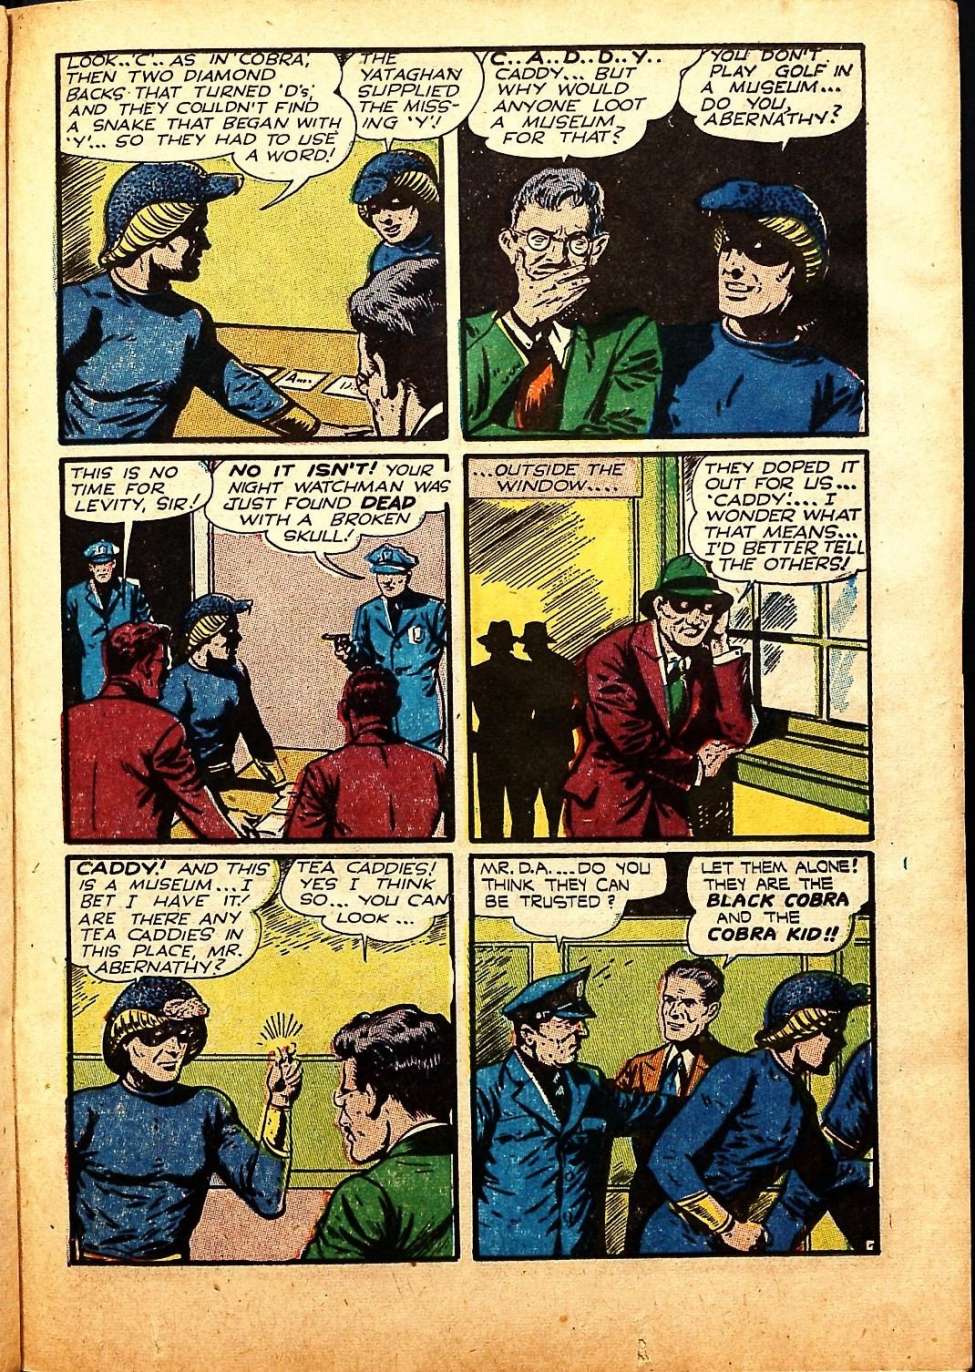 LOOK..'C'.. AS IN 'COBRA',
THEN TWO DIAMOND
BACKS THAT TURNED 'D's,'
AND THEY COULDN'T FIND
A SNAKE THAT BEGAN WITH
'Y'... SO THEY HAD TO USE
A WORD!
THE
YATAGHAN
SUPPLIED
THE MISS-
ING 'Y'!
C..A..D..D..Y..
CADDY... BUT
WHY WOULD
ANYONE LOOT
A MUSEUM
FOR THAT?
YOU DON'T
PLAY GOLF IN
A MUSEUM...
DO YOU,
ABERNATHY?
THIS IS NO
TIME FOR
LEVITY, SIR!
NO IT ISN'T! YOUR
NIGHT WATCHMAN WAS
JUST FOUND DEAD
WITH A BROKEN
SKULL!
...OUTSIDE THE
WINDOW....
THEY DOPED IT
OUT FOR US...
'CADDY'.... I
WONDER WHAT
THAT MEANS...
I'D BETTER TELL
THE OTHERS!
CADDY! AND THIS
IS A MUSEUM... I
BET I HAVE IT!
ARE THERE ANY
TEA CADDIES IN
THIS PLACE, MR.
ABERNATHY?
TEA CADDIES!
YES I THINK
SO... YOU CAN
LOOK ...
MR. D.A.... DO YOU
THINK THEY CAN
BE TRUSTED?
LET THEM ALONE!
THEY ARE THE
BLACK COBRA
AND THE
COBRA KID!!